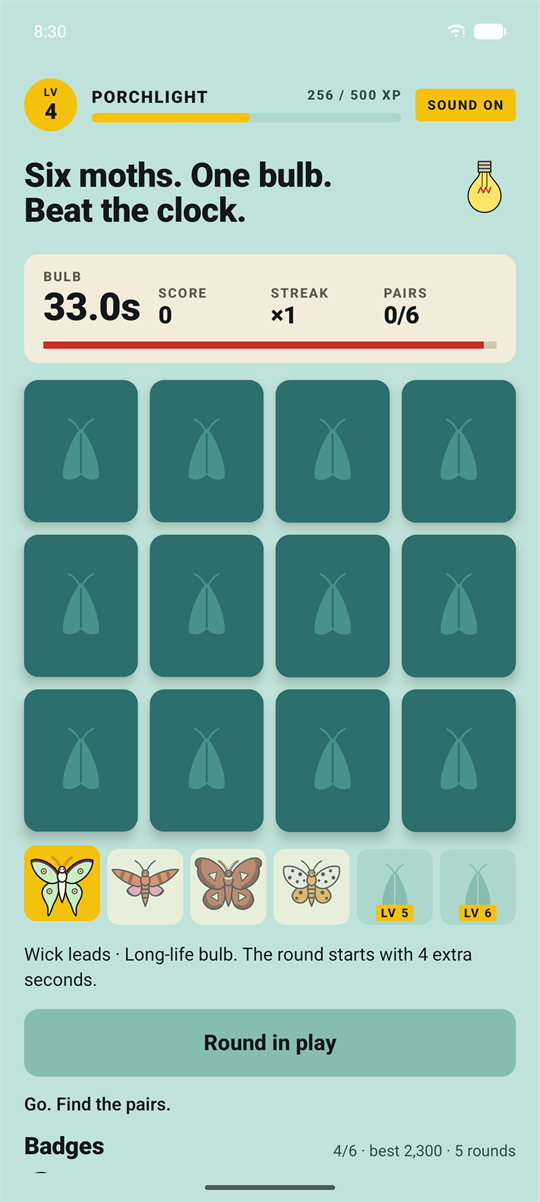 8:30
LV
4
PORCHLIGHT
256 / 500 XP
SOUND ON
Six moths. One bulb.
Beat the clock.
BULB
33.0s
SCORE
0
STREAK
×1
PAIRS
0/6
LV 5
LV 6
Wick leads · Long-life bulb. The round starts with 4 extra
seconds.
Round in play
Go. Find the pairs.
Badges
4/6 · best 2,300 · 5 rounds